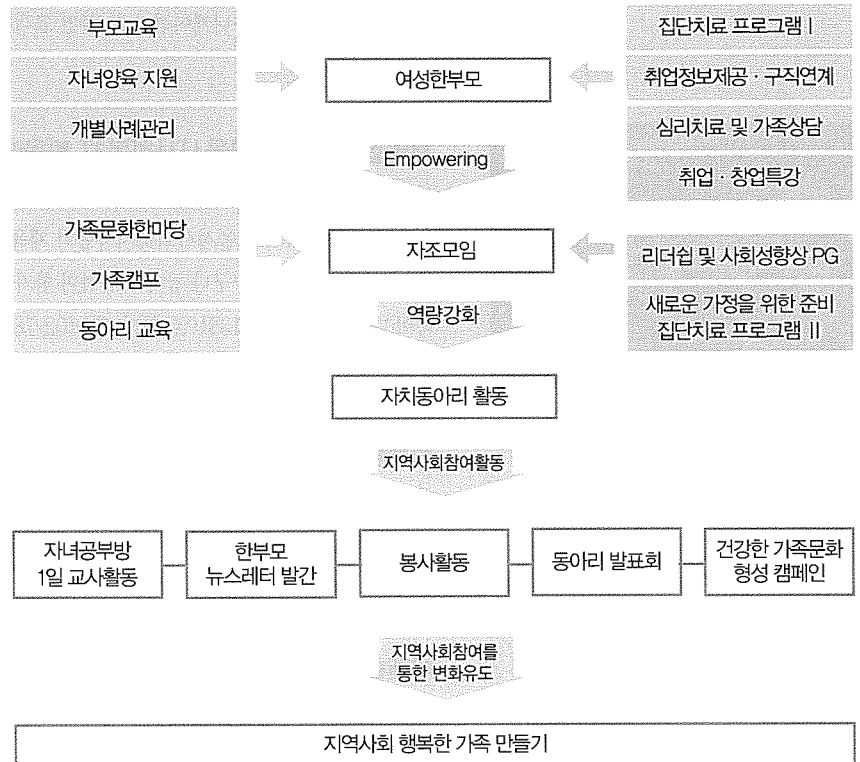 부모교육
자녀양육 지원
개별사례관리
여성한부모
집단치료 프로그램 Ⅰ
취업정보제공 · 구직연계
심리치료 및 가족상담
취업 · 창업특강
Empowering
가족문화한마당
가족캠프
동아리 교육
자조모임
리더쉽 및 사회성향상 PG
새로운 가정을 위한 준비
집단치료 프로그램 Ⅱ
역량강화
자치동아리 활동
지역사회참여활동
자녀공부방
1일 교사활동
한부모
뉴스레터 발간
봉사활동
동아리 발표회
건강한 가족문화
형성 캠페인
지역사회참여를
통한 변화유도
지역사회 행복한 가족 만들기